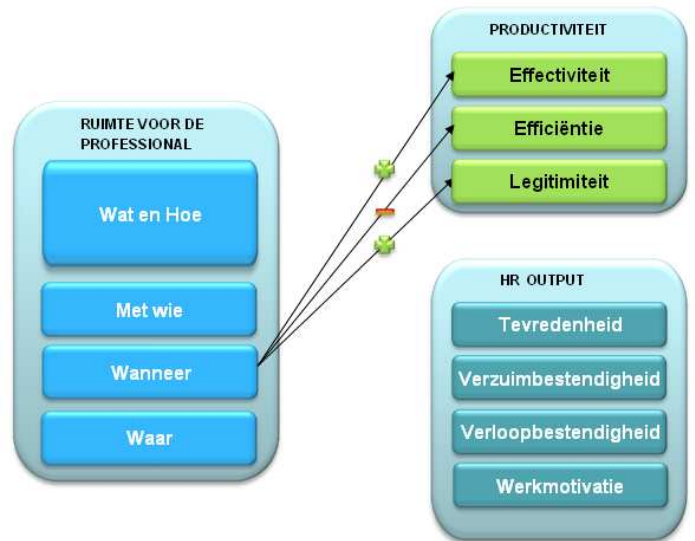 RUIMTE VOOR DE
PROFESSIONAL
Wat en Hoe
Met wie
Wanneer
Waar
PRODUCTIVITEIT
Effectiviteit
Efficiëntie
Legitimiteit
HR OUTPUT
Tevredenheid
Verzuimbestendigheid
Verloopbestendigheid
Werkmotivatie